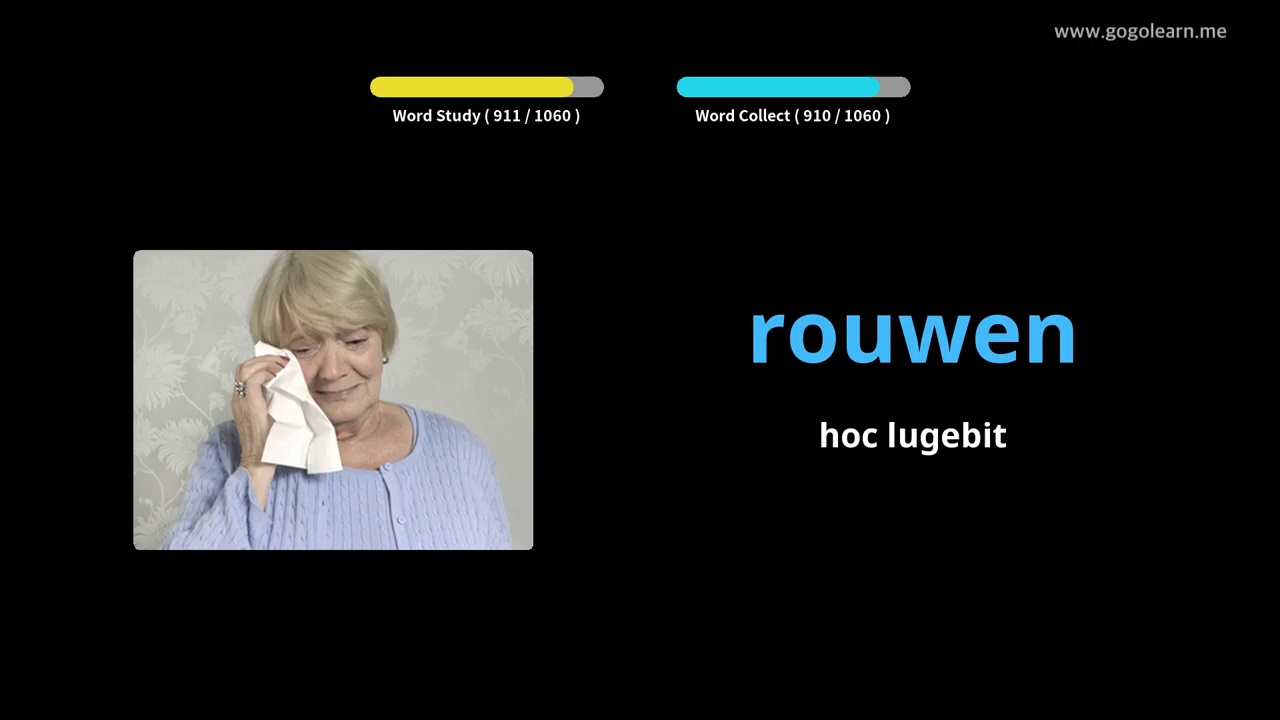 www.gogolearn.me
Word Study ( 911 / 1060 )
Word Collect ( 910 / 1060 )
rouwen
hoc lugebit